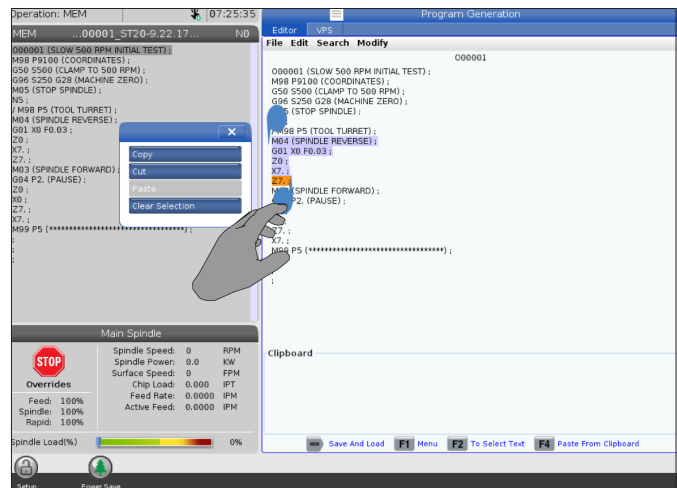 Operation: MEM
07:25:35
Program Generation
MEM ...O0001_ST20-9.22.17... N0
O00001 (SLOW 500 RPM INITIAL TEST) ;
M98 P9100 (COORDINATES) ;
G50 S500 (CLAMP TO 500 RPM) ;
G96 S250 G28 (MACHINE ZERO) ;
M05 (STOP SPINDLE) ;
N5 ;
/ M98 P5 (TOOL TURRET) ;
M04 (SPINDLE REVERSE) ;
G01 X0 F0.03 ;
Z0 ;
X7. ;
Z7. ;
M03 (SPINDLE FORWARD) ;
G04 P2. (PAUSE) ;
Z0 ;
X0 ;
Z7. ;
X7. ;
M99 P5 (**********************************) ;
;
;
;
Copy
Cut
Paste
Clear Selection
Editor VPS
File Edit Search Modify
O00001
O00001 (SLOW 500 RPM INITIAL TEST) ;
M98 P9100 (COORDINATES) ;
G50 S500 (CLAMP TO 500 RPM) ;
G96 S250 G28 (MACHINE ZERO) ;
(STOP SPINDLE) ;
M98 P5 (TOOL TURRET) ;
M04 (SPINDLE REVERSE) ;
G01 X0 F0.03 ;
Z0 ;
X7. ;
Z7. ;
(SPINDLE FORWARD) ;
P2. (PAUSE) ;
Z7. ;
X7. ;
M99 P5 (**********************************) ;
;
;
Main Spindle
STOP
Overrides
Feed: 100%
Spindle: 100%
Rapid: 100%
Spindle Speed: 0 RPM
Spindle Power: 0.0 KW
Surface Speed: 0 FPM
Chip Load: 0.000 IPT
Feed Rate: 0.0000 IPM
Active Feed: 0.0000 IPM
Spindle Load(%) 0%
Clipboard
MEM Save And Load F1 Menu F2 To Select Text F4 Paste From Clipboard
Setup
Power Save